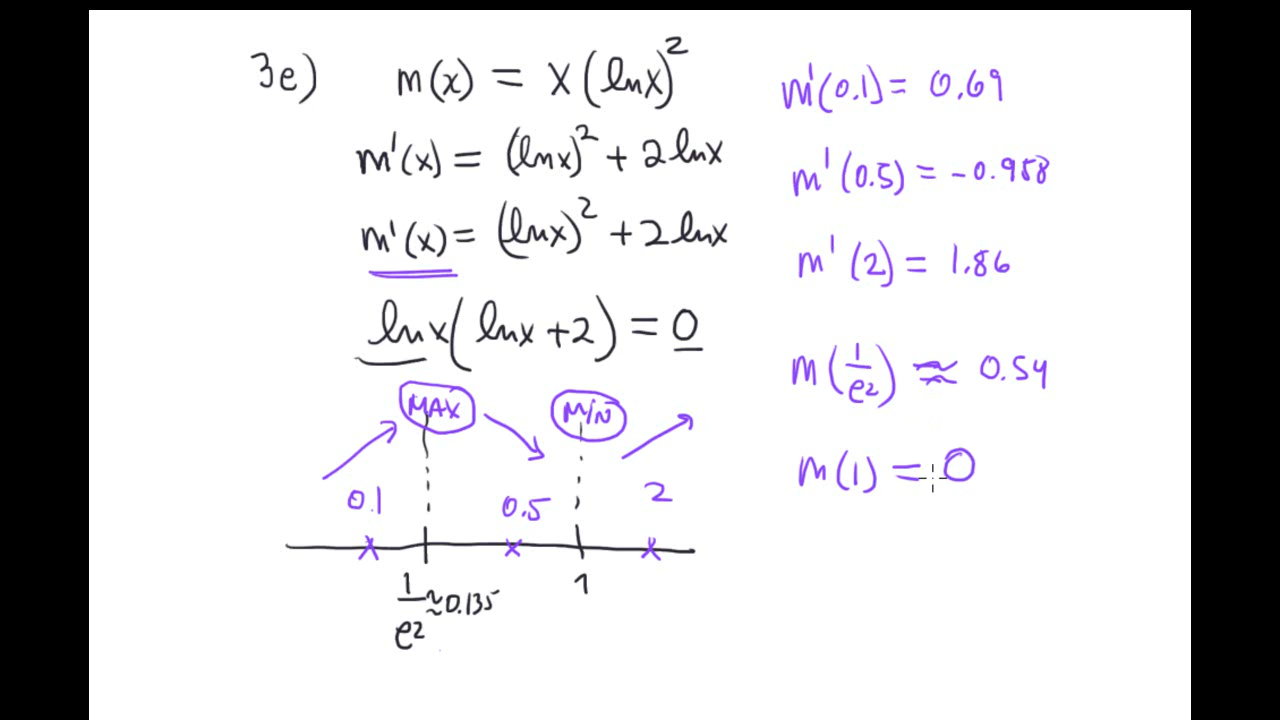 3e) m(x) = x(lnx)²
m'(x) = (lnx)² + 2lnx
m'(x) = (lnx)² + 2lnx
lnx(lnx + 2) = 0
MAX MIN
0.1 0.5 2
1/e² ≈ 0.135 1
m'(0.1) = 0.69
m'(0.5) = -0.958
m'(2) = 1.86
m(1/e²) ≈ 0.54
m(1) = 0